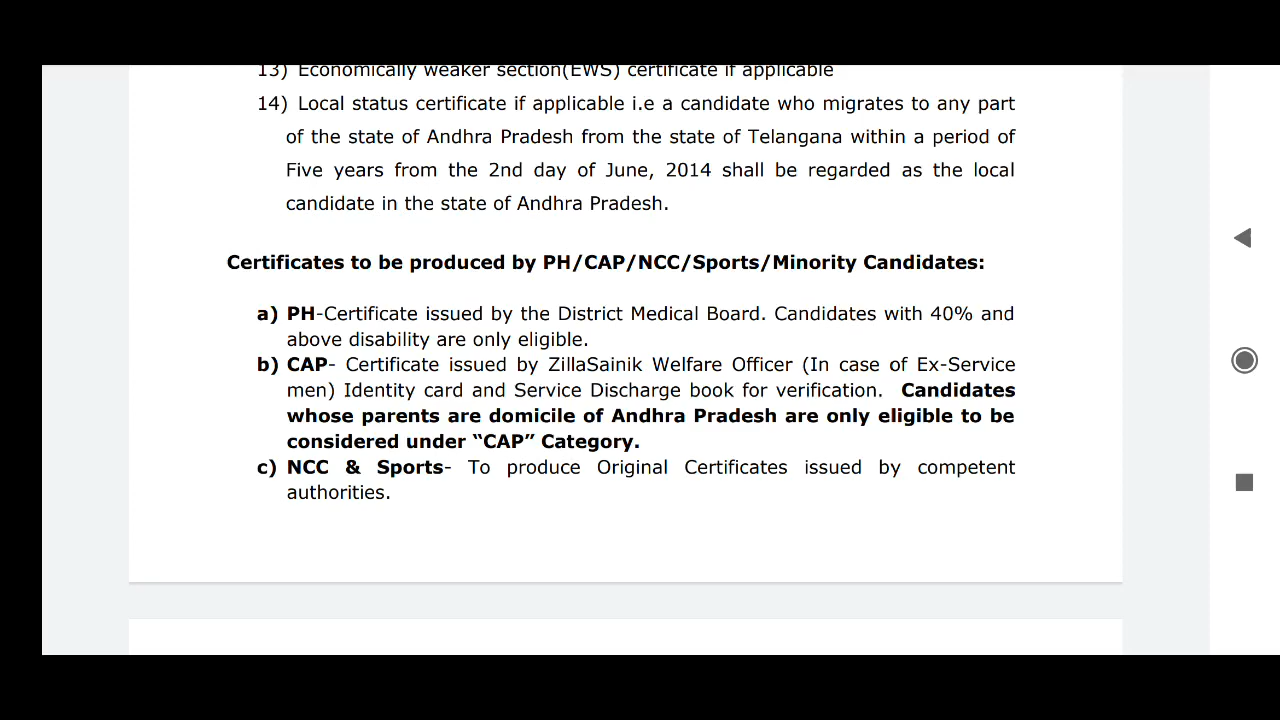 13) Economically weaker section(EWS) certificate if applicable
14) Local status certificate if applicable i.e a candidate who migrates to any part
of the state of Andhra Pradesh from the state of Telangana within a period of
Five years from the 2nd day of June, 2014 shall be regarded as the local
candidate in the state of Andhra Pradesh.
Certificates to be produced by PH/CAP/NCC/Sports/Minority Candidates:
a) PH-Certificate issued by the District Medical Board. Candidates with 40% and
above disability are only eligible.
b) CAP- Certificate issued by ZillaSainik Welfare Officer (In case of Ex-Service
men) Identity card and Service Discharge book for verification. Candidates
whose parents are domicile of Andhra Pradesh are only eligible to be
considered under “CAP” Category.
c) NCC & Sports- To produce Original Certificates issued by competent
authorities.